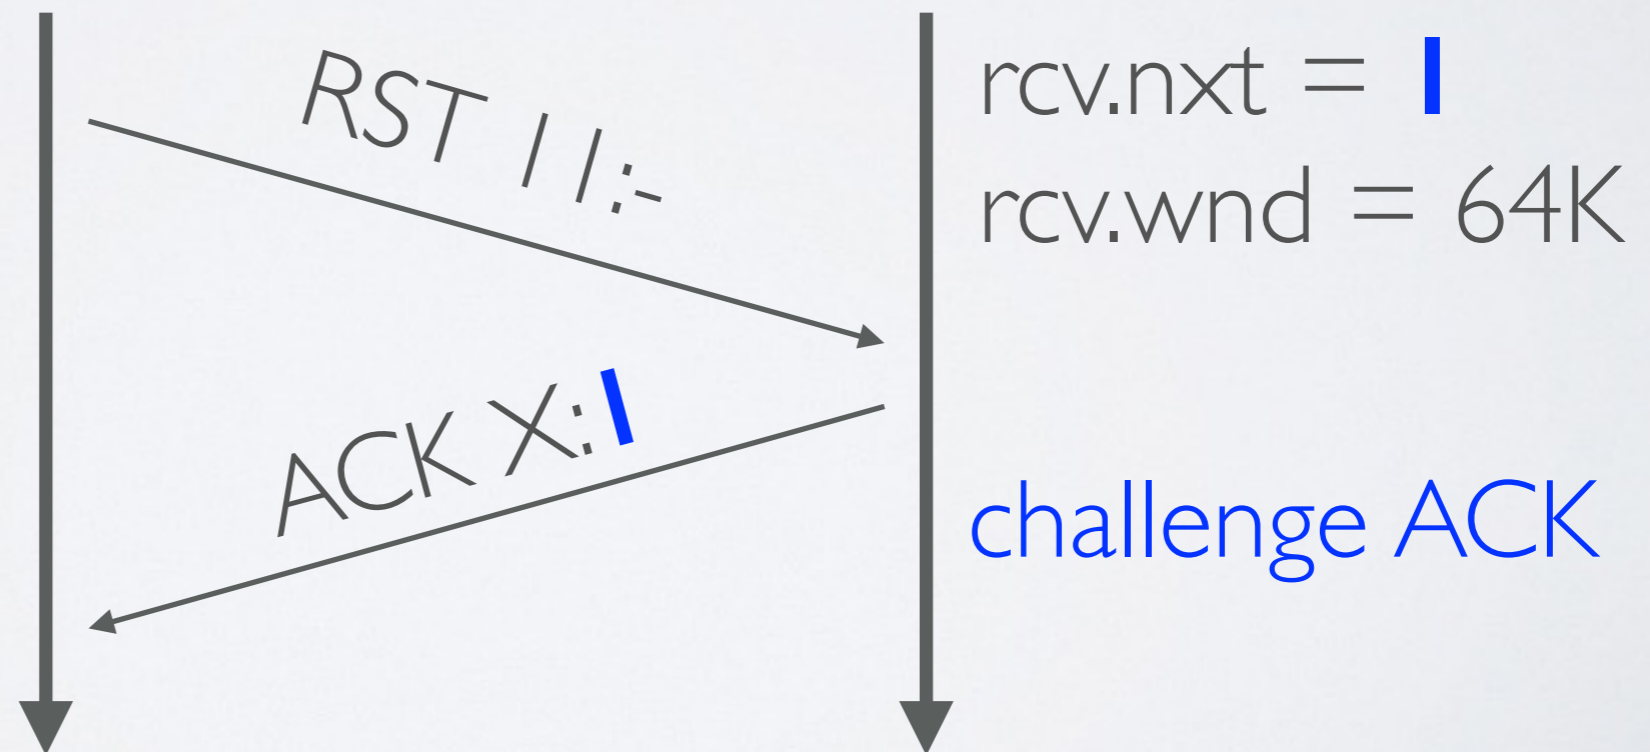 RST 11:-
rcv.nxt = 1
rcv.wnd = 64K
ACK X:1
challenge ACK